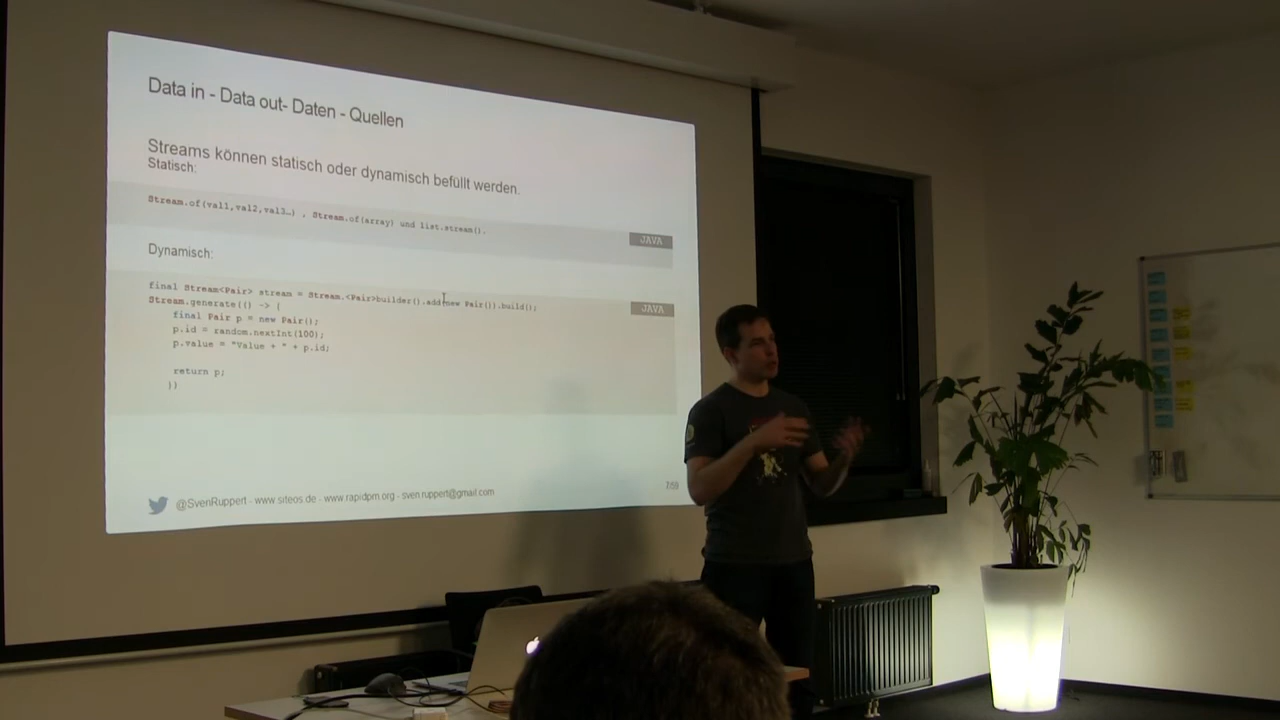 Data in - Data out- Daten - Quellen
Streams können statisch oder dynamisch befüllt werden.
Statisch:
Stream.of(val1,val2,val3…) , Stream.of(array) und list.stream().
JAVA
Dynamisch:
final Stream<Pair> stream = Stream.<Pair>builder().add(new Pair()).build();
Stream.generate(() -> {
final Pair p = new Pair();
p.id = random.nextInt(100);
p.value = "Value + " + p.id;
return p;
})
JAVA
@SvenRuppert - www.siteos.de - www.rapidpm.org - sven.ruppert@gmail.com
7/59